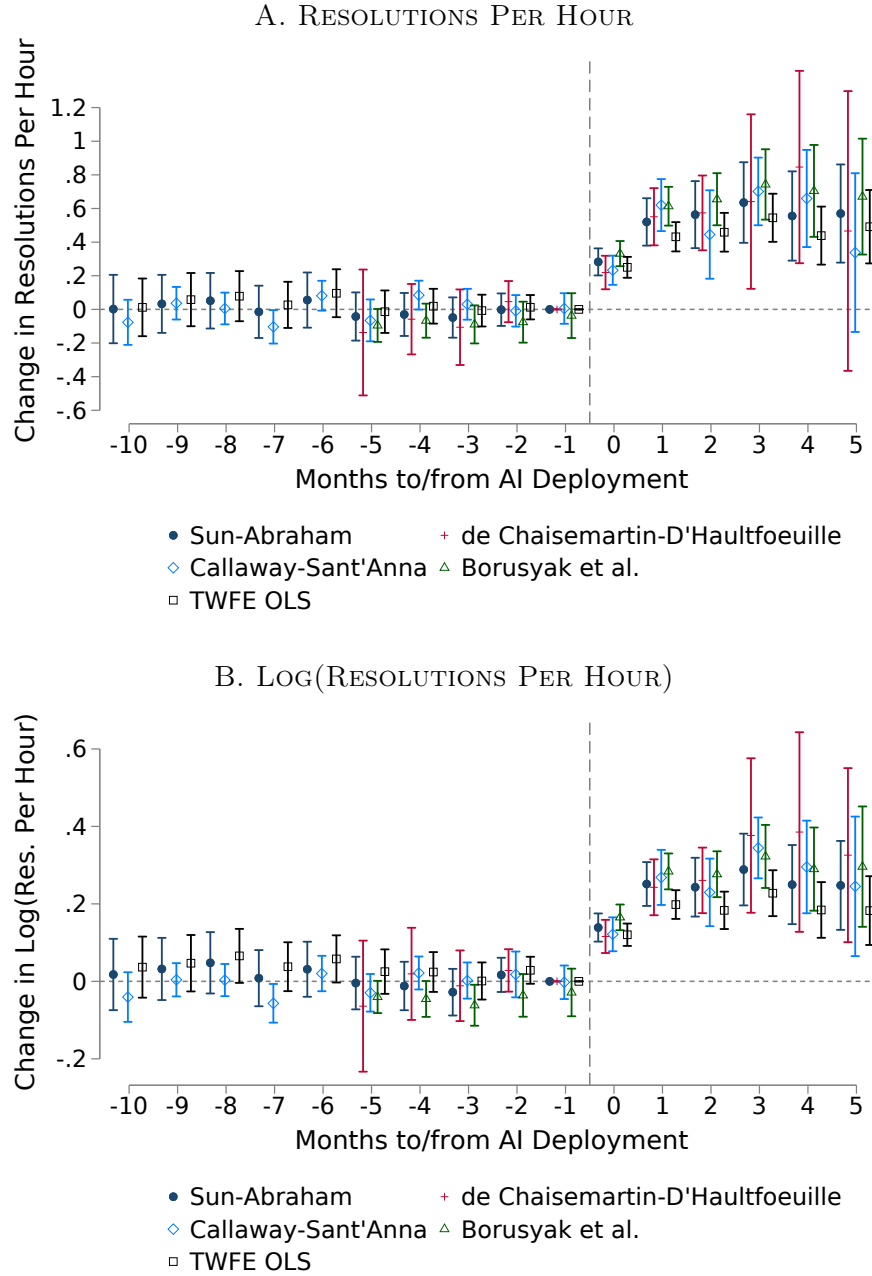 A. Resolutions Per Hour
Change in Resolutions Per Hour
1.2
1
.8
.6
.4
.2
0
-.2
-.4
-.6
-10 -9 -8 -7 -6 -5 -4 -3 -2 -1 0 1 2 3 4 5
Months to/from AI Deployment
Sun-Abraham de Chaisemartin-D'Haultfoeuille
Callaway-Sant'Anna Borusyak et al.
TWFE OLS
B. Log(Resolutions Per Hour)
Change in Log(Res. Per Hour)
.6
.4
.2
0
-.2
-10 -9 -8 -7 -6 -5 -4 -3 -2 -1 0 1 2 3 4 5
Months to/from AI Deployment
Sun-Abraham de Chaisemartin-D'Haultfoeuille
Callaway-Sant'Anna Borusyak et al.
TWFE OLS